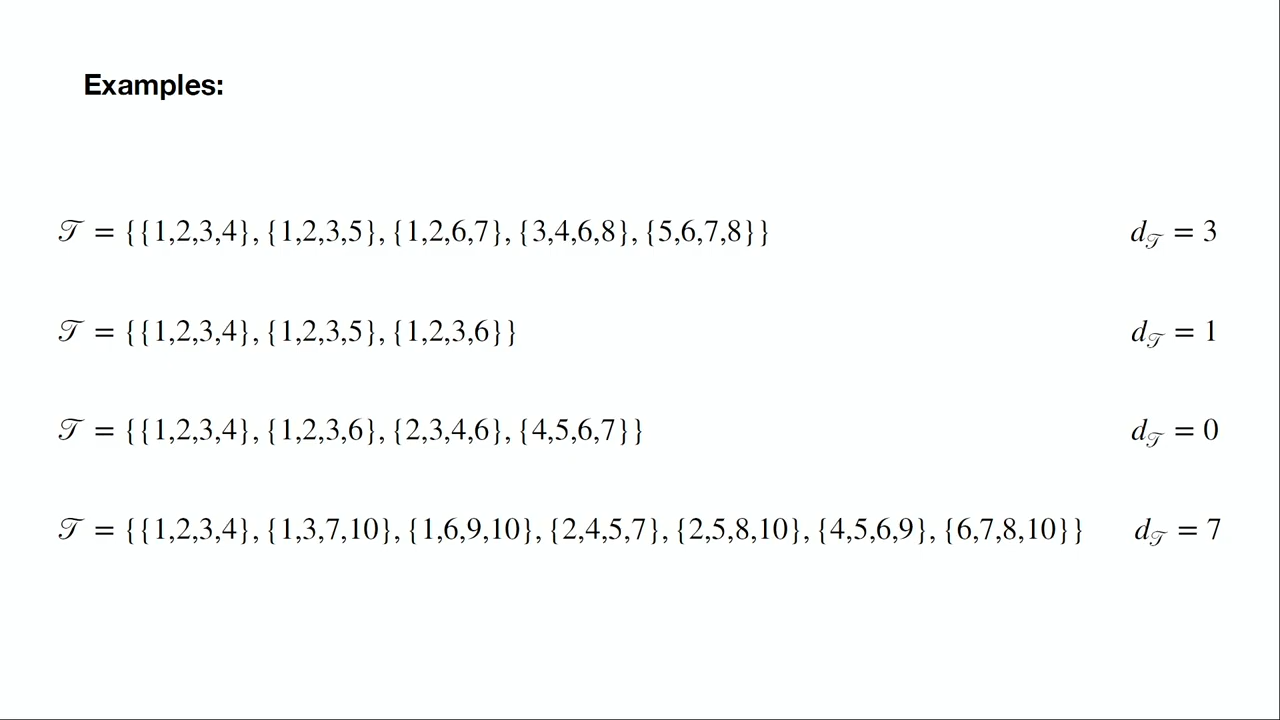 Examples:
𝒯 = {{1,2,3,4}, {1,2,3,5}, {1,2,6,7}, {3,4,6,8}, {5,6,7,8}} d_𝒯 = 3
𝒯 = {{1,2,3,4}, {1,2,3,5}, {1,2,3,6}} d_𝒯 = 1
𝒯 = {{1,2,3,4}, {1,2,3,6}, {2,3,4,6}, {4,5,6,7}} d_𝒯 = 0
𝒯 = {{1,2,3,4}, {1,3,7,10}, {1,6,9,10}, {2,4,5,7}, {2,5,8,10}, {4,5,6,9}, {6,7,8,10}} d_𝒯 = 7